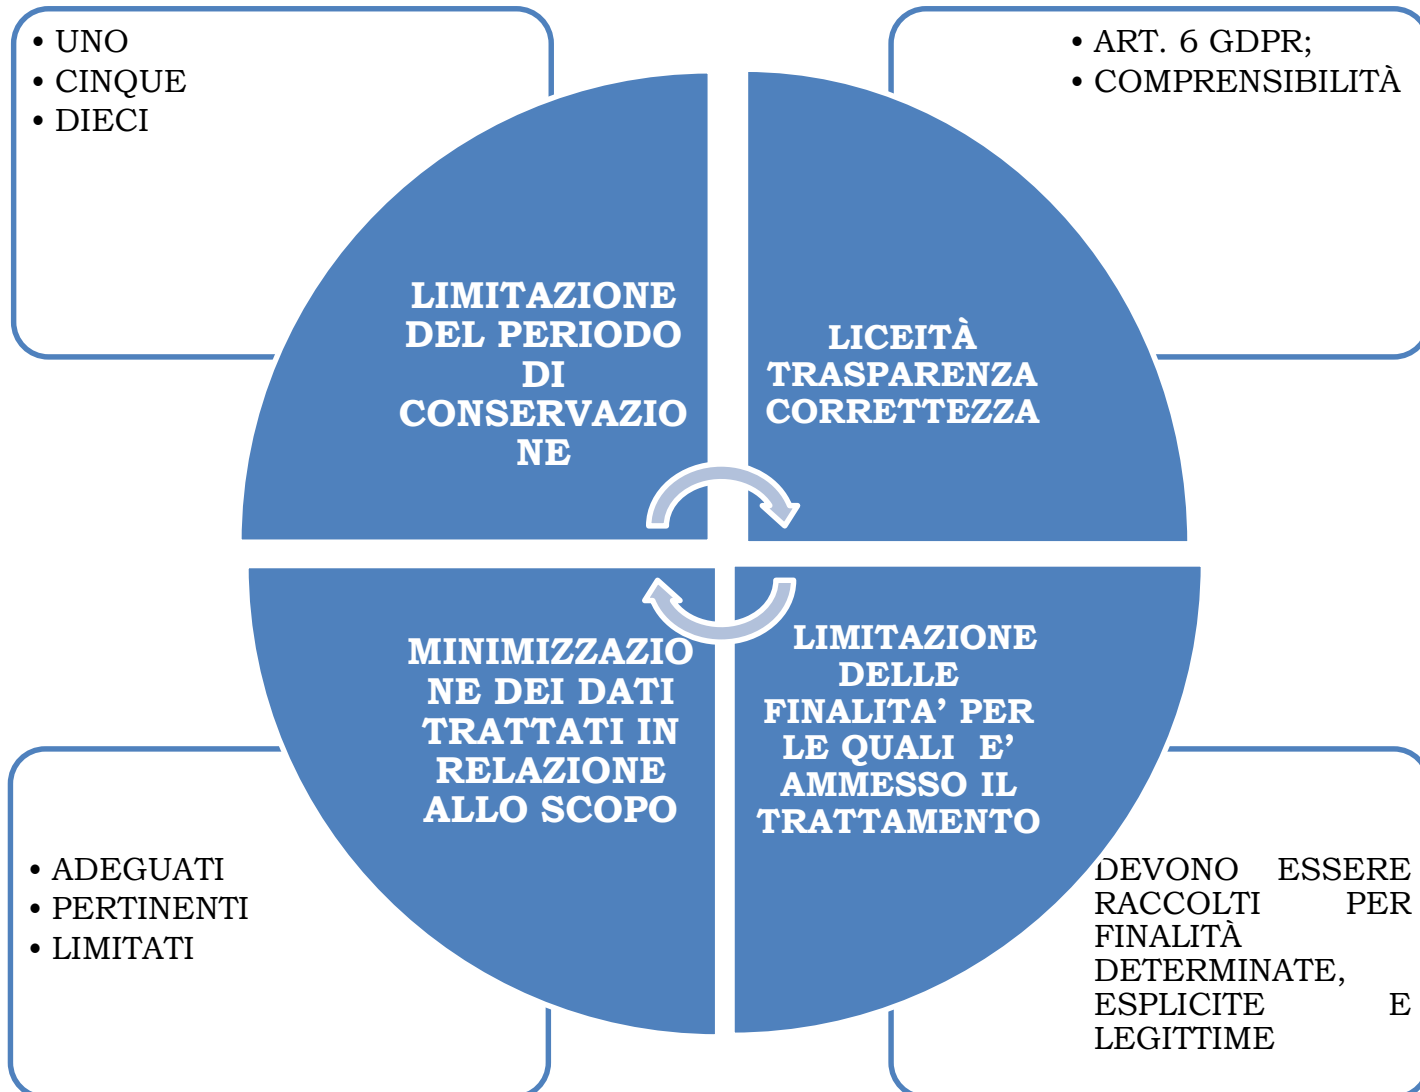 • UNO
• CINQUE
• DIECI
• ART. 6 GDPR;
• COMPRENSIBILITÀ
LIMITAZIONE
DEL PERIODO
DI
CONSERVAZIO
NE
LICEITÀ
TRASPARENZA
CORRETTEZZA
MINIMIZZAZIO
NE DEI DATI
TRATTATI IN
RELAZIONE
ALLO SCOPO
LIMITAZIONE
DELLE
FINALITA’ PER
LE QUALI E’
AMMESSO IL
TRATTAMENTO
• ADEGUATI
• PERTINENTI
• LIMITATI
DEVONO ESSERE
RACCOLTI PER
FINALITÀ
DETERMINATE,
ESPLICITE E
LEGITTIME